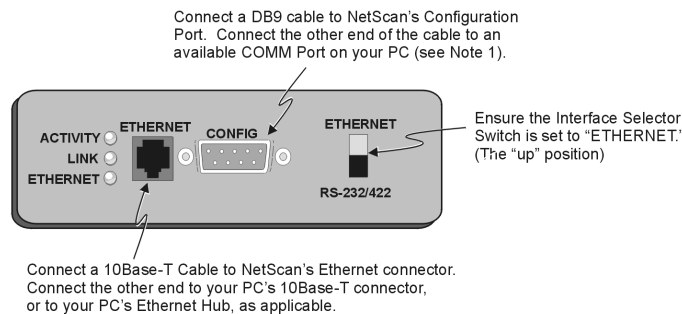 Connect a DB9 cable to NetScan's Configuration
Port. Connect the other end of the cable to an
available COMM Port on your PC (see Note 1).
ETHERNET
CONFIG
ETHERNET
ACTIVITY
LINK
ETHERNET
RS-232/422
Ensure the Interface Selector
Switch is set to "ETHERNET."
(The "up" position)
Connect a 10Base-T Cable to NetScan's Ethernet connector.
Connect the other end to your PC's 10Base-T connector,
or to your PC's Ethernet Hub, as applicable.